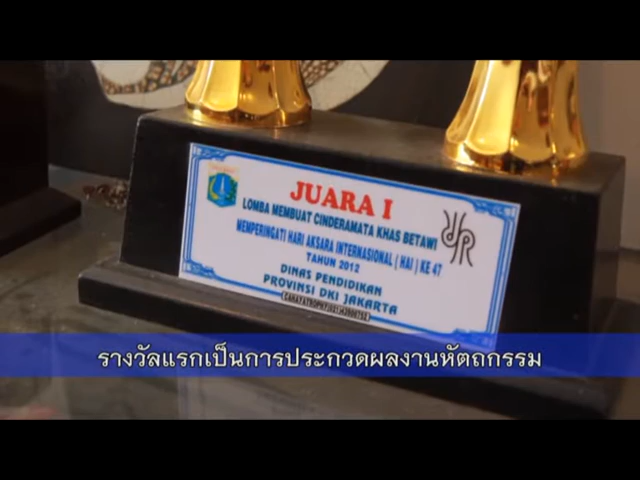 JUARA I
LOMBA MEMBUAT CINDERAMATA KHAS BETAWI
MEMPERINGATI HARI AKSARA INTERNASIONAL ( HAI ) KE 47
TAHUN 2012
DINAS PENDIDIKAN
PROVINSI DKI JAKARTA
รางวัลแรกเป็นการประกวดผลงานหัตถกรรม